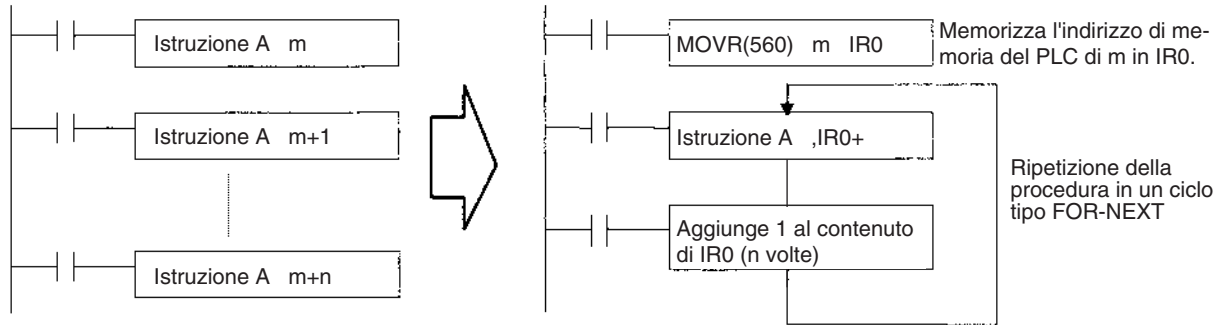 Istruzione A m
Istruzione A m+1
Istruzione A m+n
MOVR(560) m IR0
Memorizza l'indirizzo di me-
moria del PLC di m in IR0.
Istruzione A ,IR0+
Aggiunge 1 al contenuto
di IR0 (n volte)
Ripetizione della
procedura in un ciclo
tipo FOR-NEXT